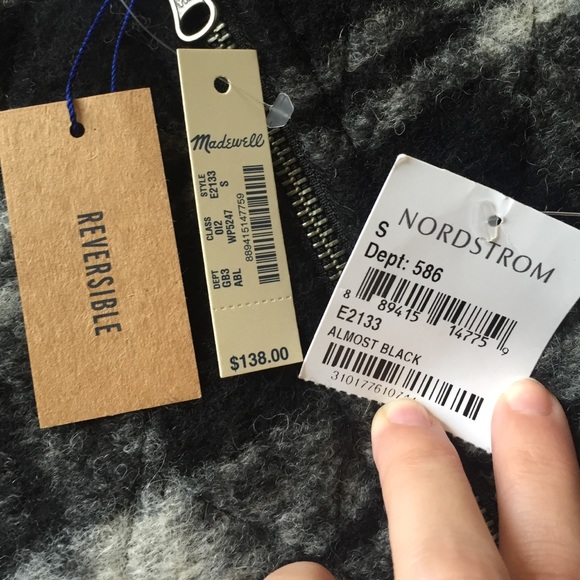 REVERSIBLE
Madewell
STYLE
E2133
S
CLASS
012
WP5247
DEPT
GB3
ABL
889415147759
$138.00
S NORDSTROM
Dept: 586
8 89415 14775 9
E2133
ALMOST BLACK
3101776107